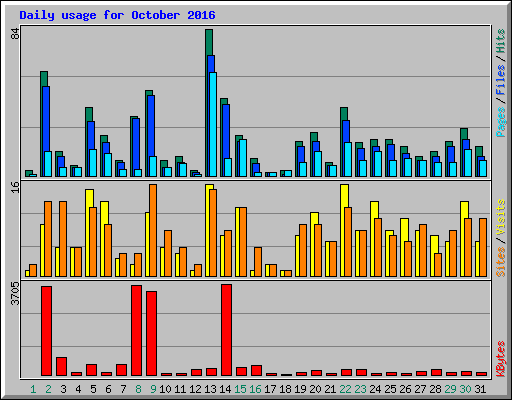 Daily usage for October 2016
84
Pages / Files / Hits
16
Sites / Visits
3705
KBytes
1 2 3 4 5 6 7 8 9 10 11 12 13 14 15 16 17 18 19 20 21 22 23 24 25 26 27 28 29 30 31